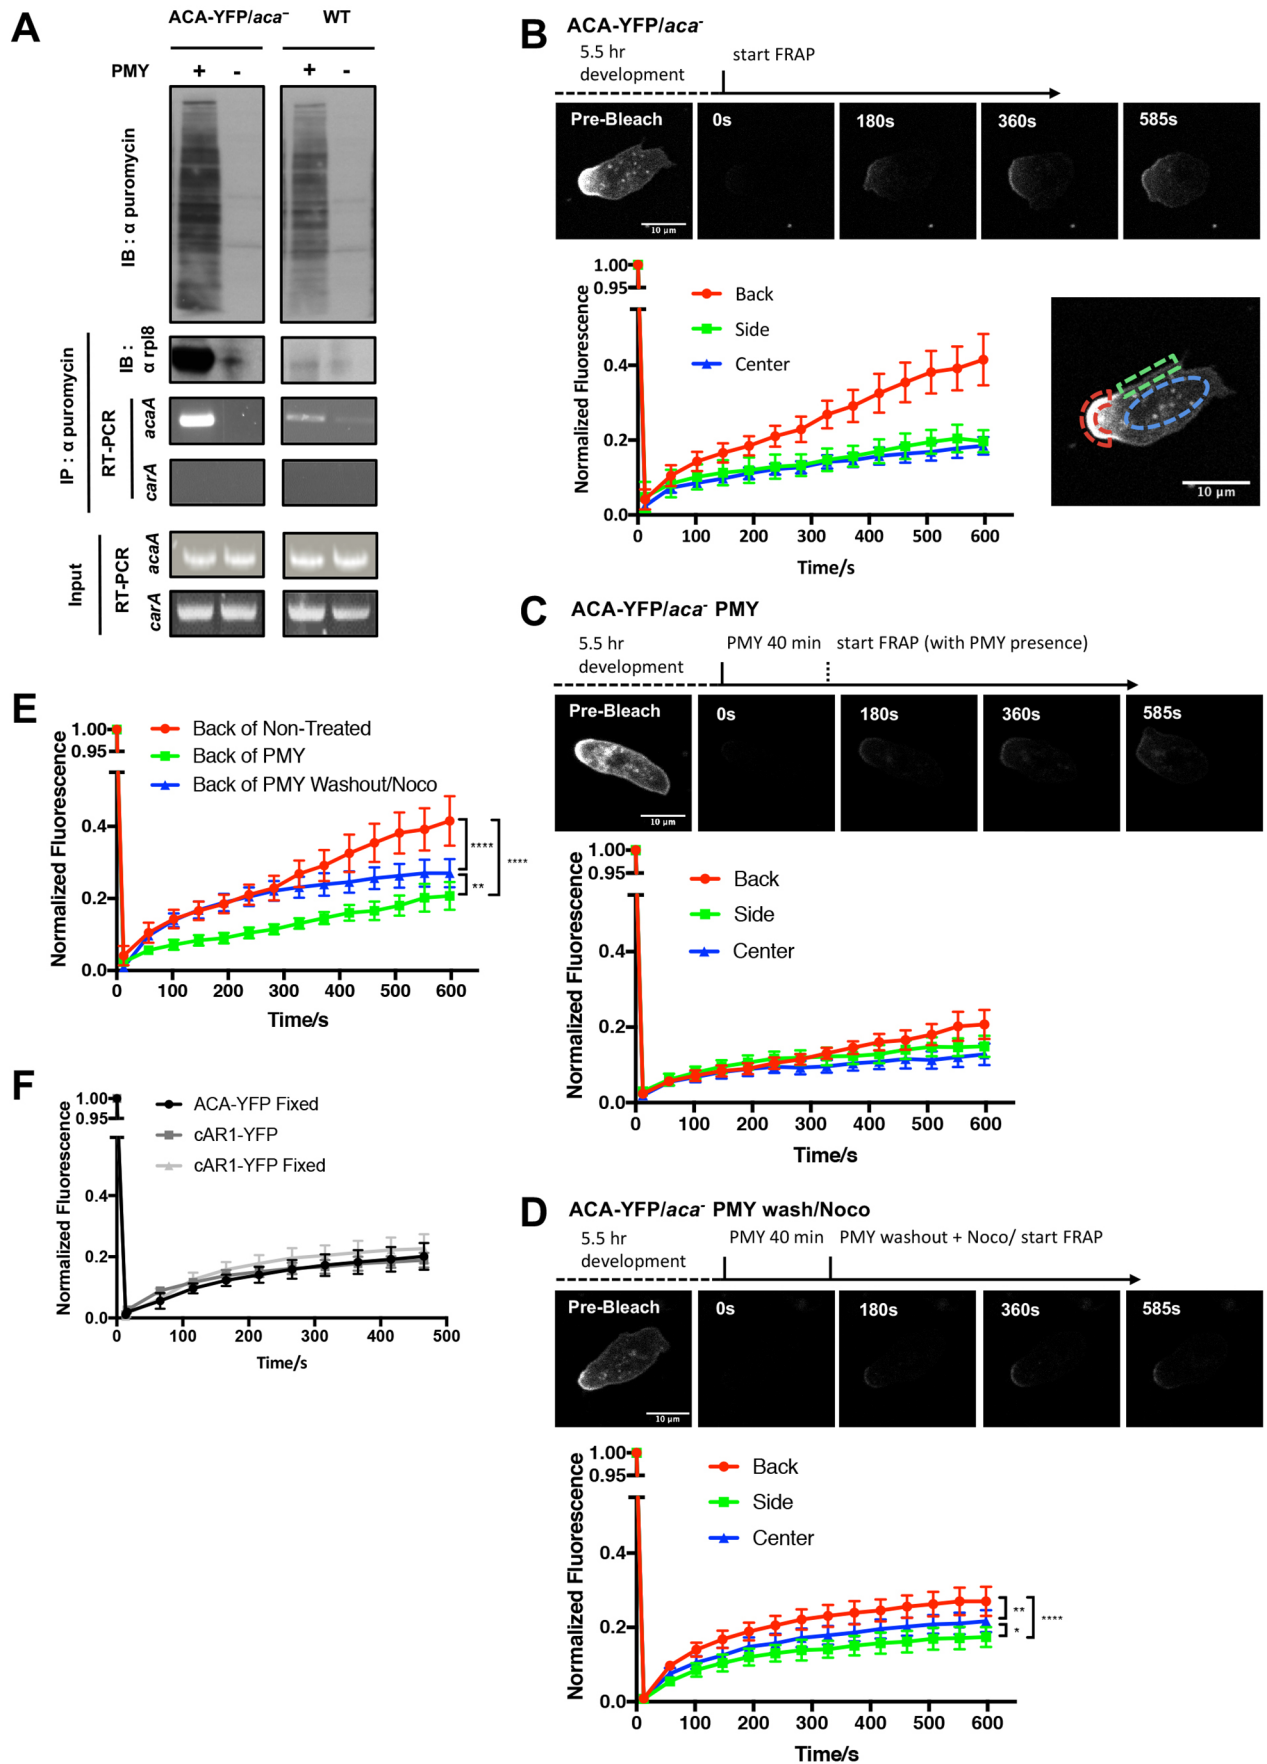 A
ACA-YFP/aca⁻ WT
PMY + - + -
IB : α puromycin
IP : α puromycin
IB :
α rpl8
RT-PCR
acaA
carA
Input
RT-PCR
acaA
carA
B ACA-YFP/aca⁻
5.5 hr
development
start FRAP
Pre-Bleach 0s 180s 360s 585s
10 µm
Normalized Fluorescence
1.00
0.95
0.4
0.2
0.0
Back
Side
Center
0 100 200 300 400 500 600
Time/s
10 µm
C ACA-YFP/aca⁻ PMY
5.5 hr
development
PMY 40 min start FRAP (with PMY presence)
Pre-Bleach 0s 180s 360s 585s
10 µm
Normalized Fluorescence
1.00
0.95
0.4
0.2
0.0
Back
Side
Center
0 100 200 300 400 500 600
Time/s
D ACA-YFP/aca⁻ PMY wash/Noco
5.5 hr
development
PMY 40 min PMY washout + Noco/ start FRAP
Pre-Bleach 0s 180s 360s 585s
10 µm
Normalized Fluorescence
1.00
0.95
0.4
0.2
0.0
Back
Side
Center
**
*
****
0 100 200 300 400 500 600
Time/s
E
Normalized Fluorescence
1.00
0.95
0.4
0.2
0.0
Back of Non-Treated
Back of PMY
Back of PMY Washout/Noco
****
**
****
0 100 200 300 400 500 600
Time/s
F
Normalized Fluorescence
1.00
0.95
0.4
0.2
0.0
ACA-YFP Fixed
cAR1-YFP
cAR1-YFP Fixed
0 100 200 300 400 500
Time/s